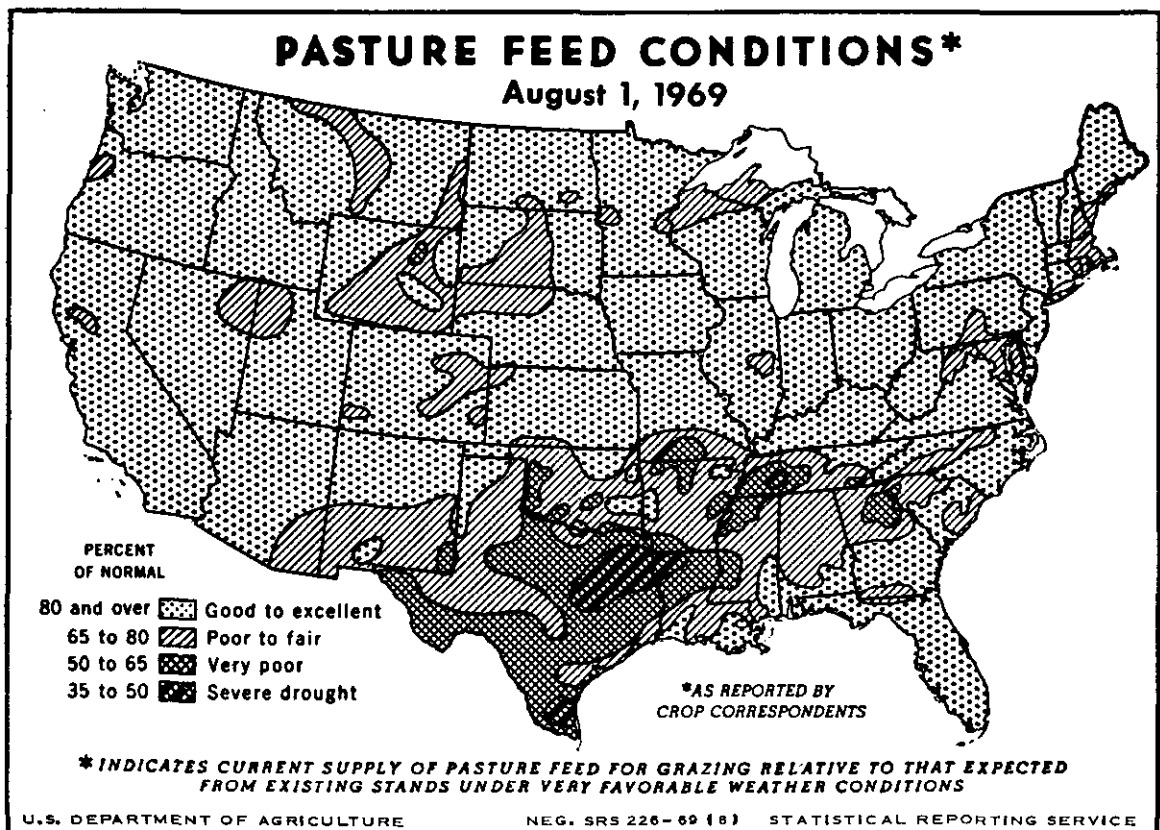 PASTURE FEED CONDITIONS*
August 1, 1969
PERCENT
OF NORMAL
80 and over Good to excellent
65 to 80 Poor to fair
50 to 65 Very poor
35 to 50 Severe drought
*AS REPORTED BY
CROP CORRESPONDENTS
* INDICATES CURRENT SUPPLY OF PASTURE FEED FOR GRAZING RELATIVE TO THAT EXPECTED
FROM EXISTING STANDS UNDER VERY FAVORABLE WEATHER CONDITIONS
U.S. DEPARTMENT OF AGRICULTURE NEG. SRS 226-69 (8) STATISTICAL REPORTING SERVICE